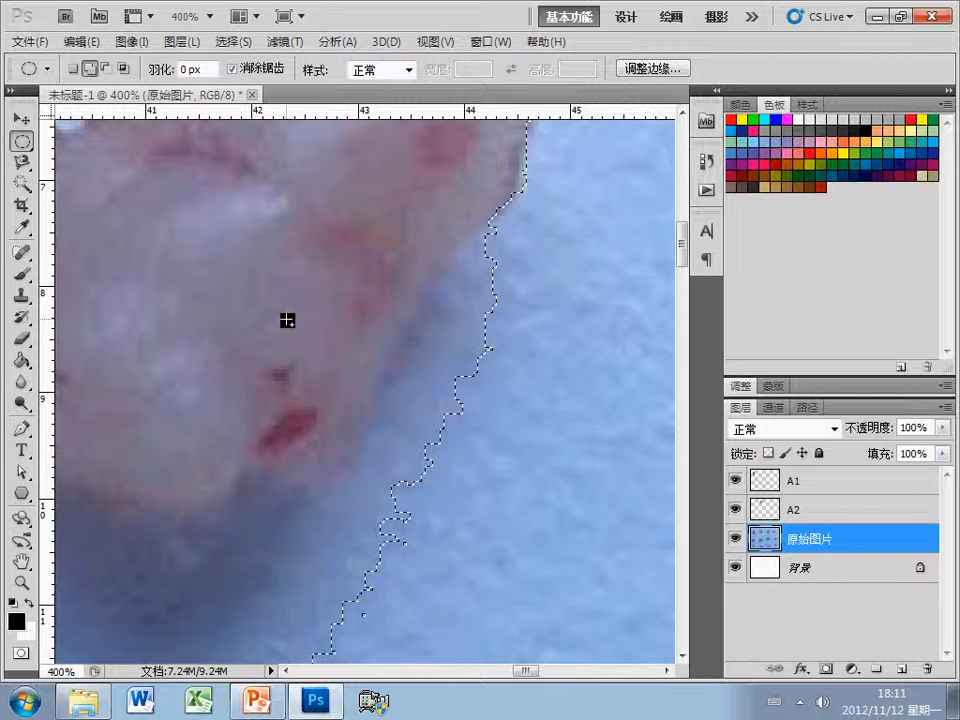 Ps Br Mb 400% 基本功能 设计 绘画 摄影 CS Live
文件(F) 编辑(E) 图像(I) 图层(L) 选择(S) 滤镜(T) 分析(A) 3D(D) 视图(V) 窗口(W) 帮助(H)
羽化: 0 px 消除锯齿 样式: 正常 宽度: 高度: 调整边缘...
未标题-1 @ 400% (原始图片, RGB/8) *
41 42 43 44 45
7
8
9
10
11
颜色 色板 样式
Mb
调整 蒙版
图层 通道 路径
正常 不透明度: 100%
锁定: 填充: 100%
A1
A2
原始图片
背景
400% 文档:7.24M/9.24M
18:11
2012/11/12 星期一